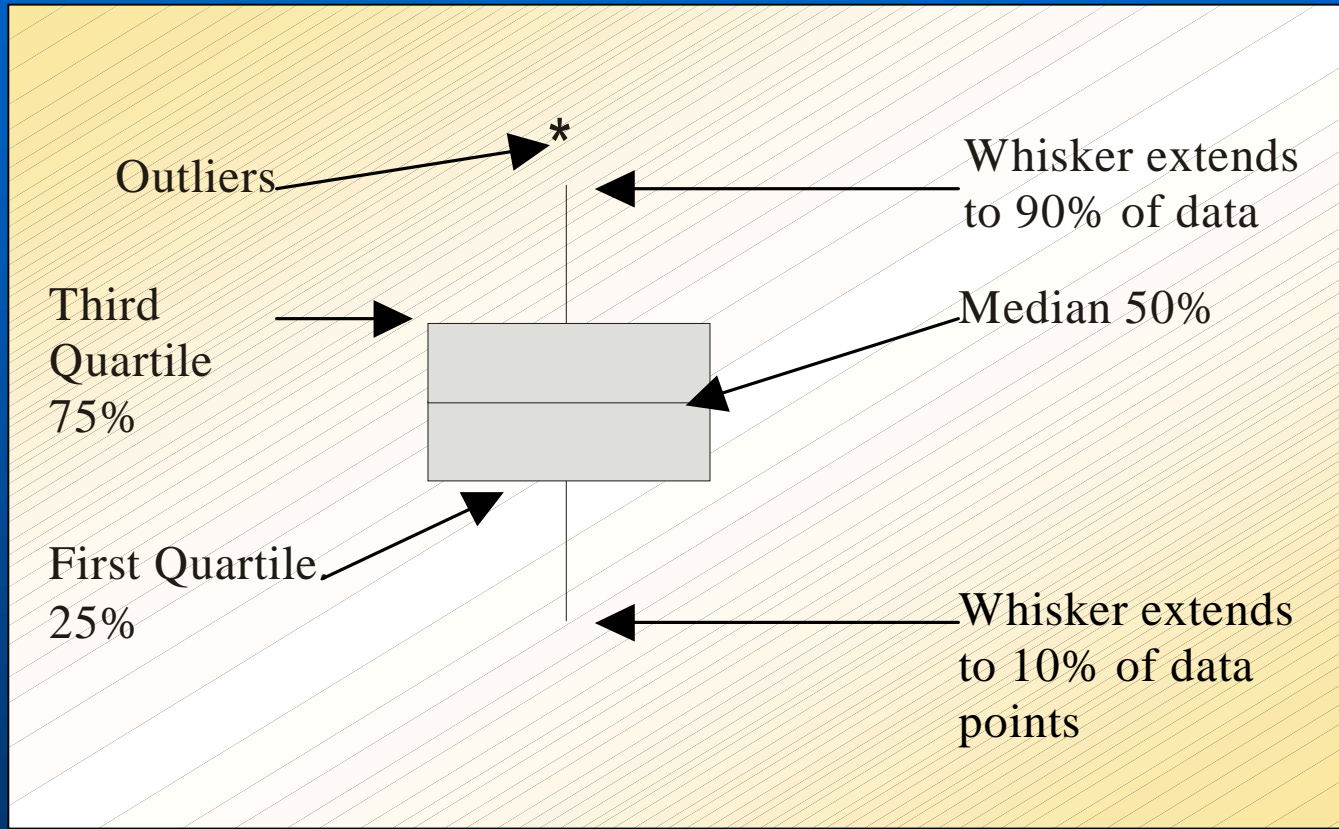 *
Outliers
Whisker extends
to 90% of data
Third
Quartile
75%
Median 50%
First Quartile
25%
Whisker extends
to 10% of data
points